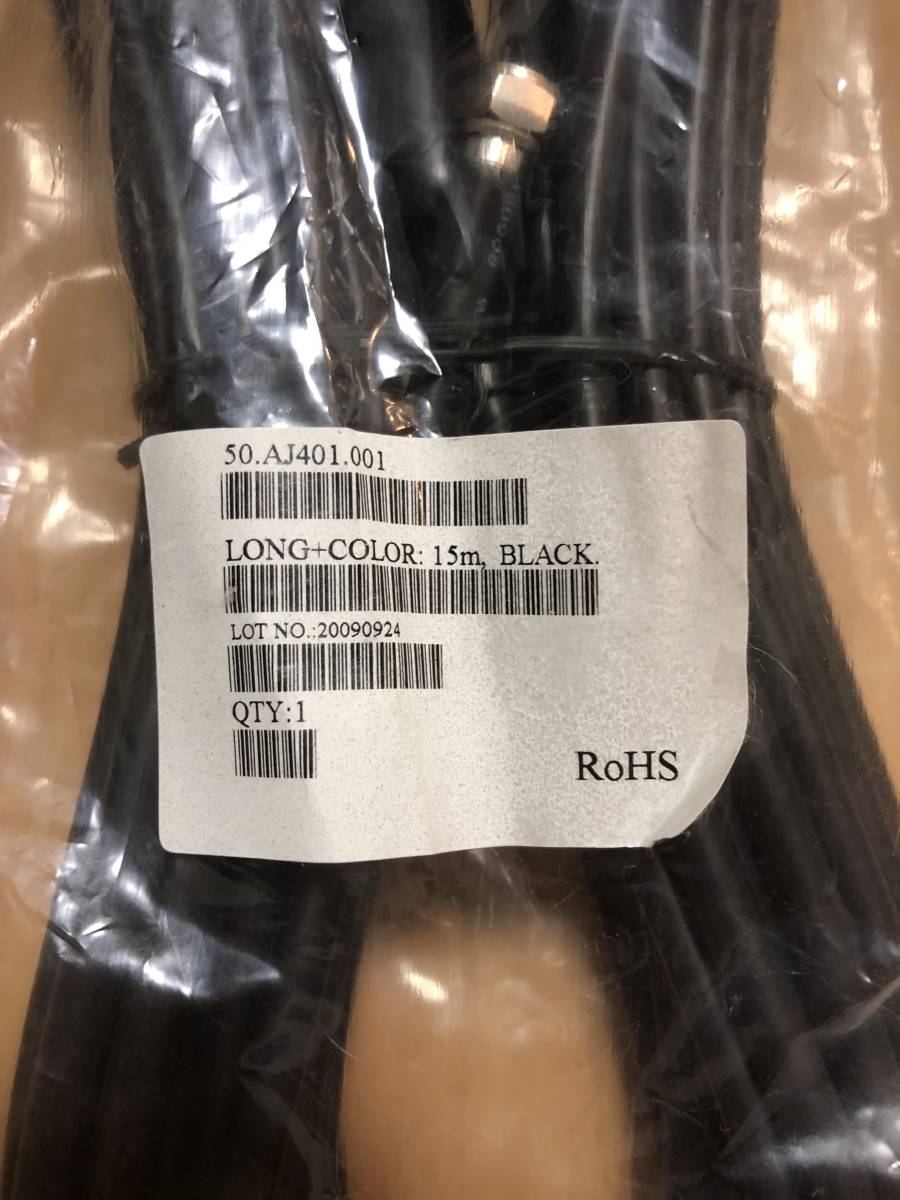 50.AJ401.001
LONG+COLOR: 15m, BLACK.
LOT NO.:20090924
QTY:1
RoHS